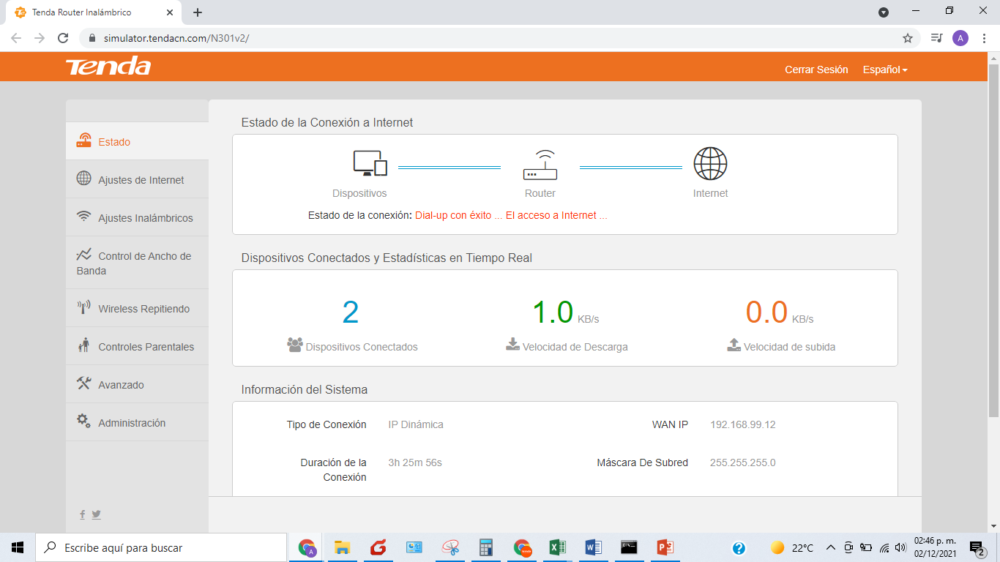 Tenda Router Inalámbrico
simulator.tendacn.com/N301v2/
A
Tenda
Cerrar Sesión Español
Estado
Ajustes de Internet
Ajustes Inalámbricos
Control de Ancho de
Banda
Wireless Repitiendo
Controles Parentales
Avanzado
Administración
Estado de la Conexión a Internet
Dispositivos Router Internet
Estado de la conexión: Dial-up con éxito ... El acceso a Internet ...
Dispositivos Conectados y Estadísticas en Tiempo Real
2 1.0 KB/s 0.0 KB/s
Dispositivos Conectados Velocidad de Descarga Velocidad de subida
Información del Sistema
Tipo de Conexión IP Dinámica WAN IP 192.168.99.12
Duración de la 3h 25m 56s Máscara De Subred 255.255.255.0
Conexión
Escribe aquí para buscar
22°C
02:46 p. m.
02/12/2021
2